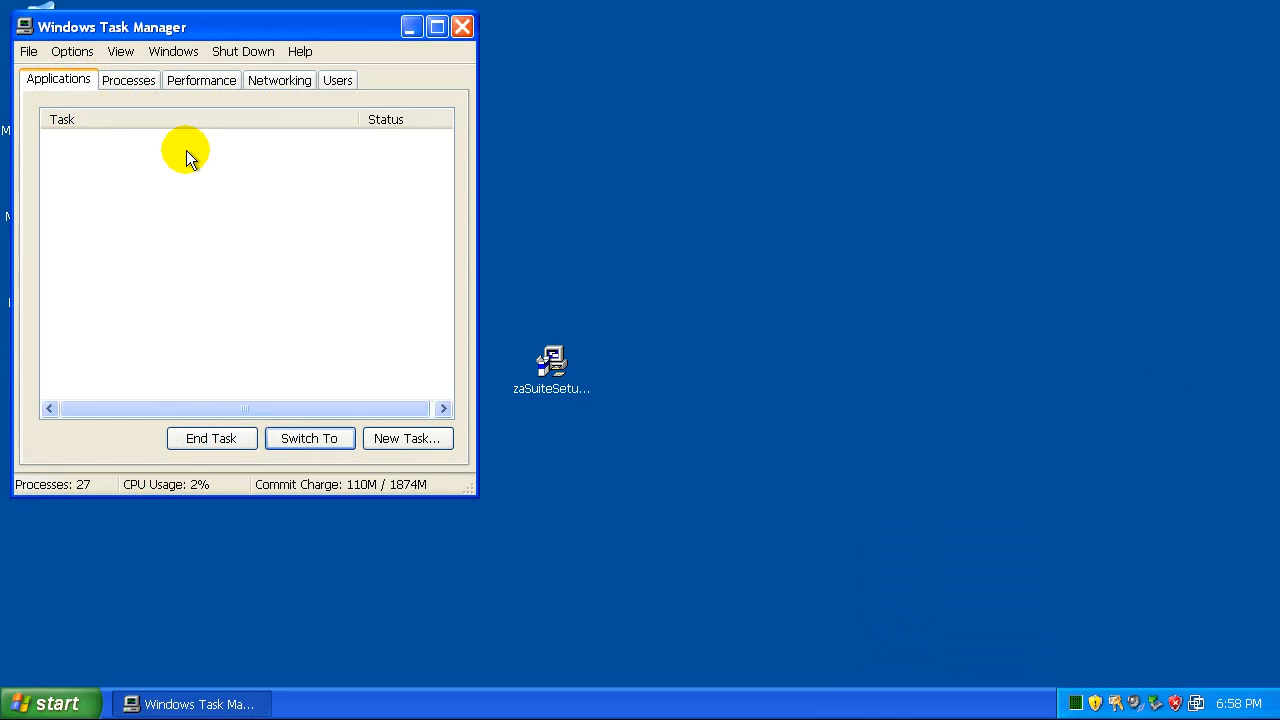 Windows Task Manager
File Options View Windows Shut Down Help
Applications Processes Performance Networking Users
Task Status
M
M
zaSuiteSetu...
End Task Switch To New Task...
Processes: 27 CPU Usage: 2% Commit Charge: 110M / 1874M
start Windows Task Ma... 6:58 PM